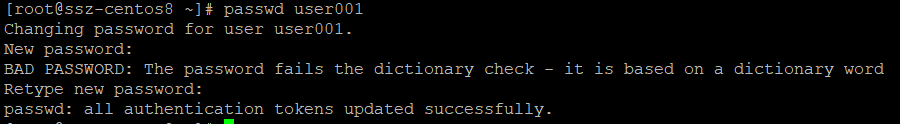 [root@ssz-centos8 ~]# passwd user001
Changing password for user user001.
New password:
BAD PASSWORD: The password fails the dictionary check - it is based on a dictionary word
Retype new password:
passwd: all authentication tokens updated successfully.